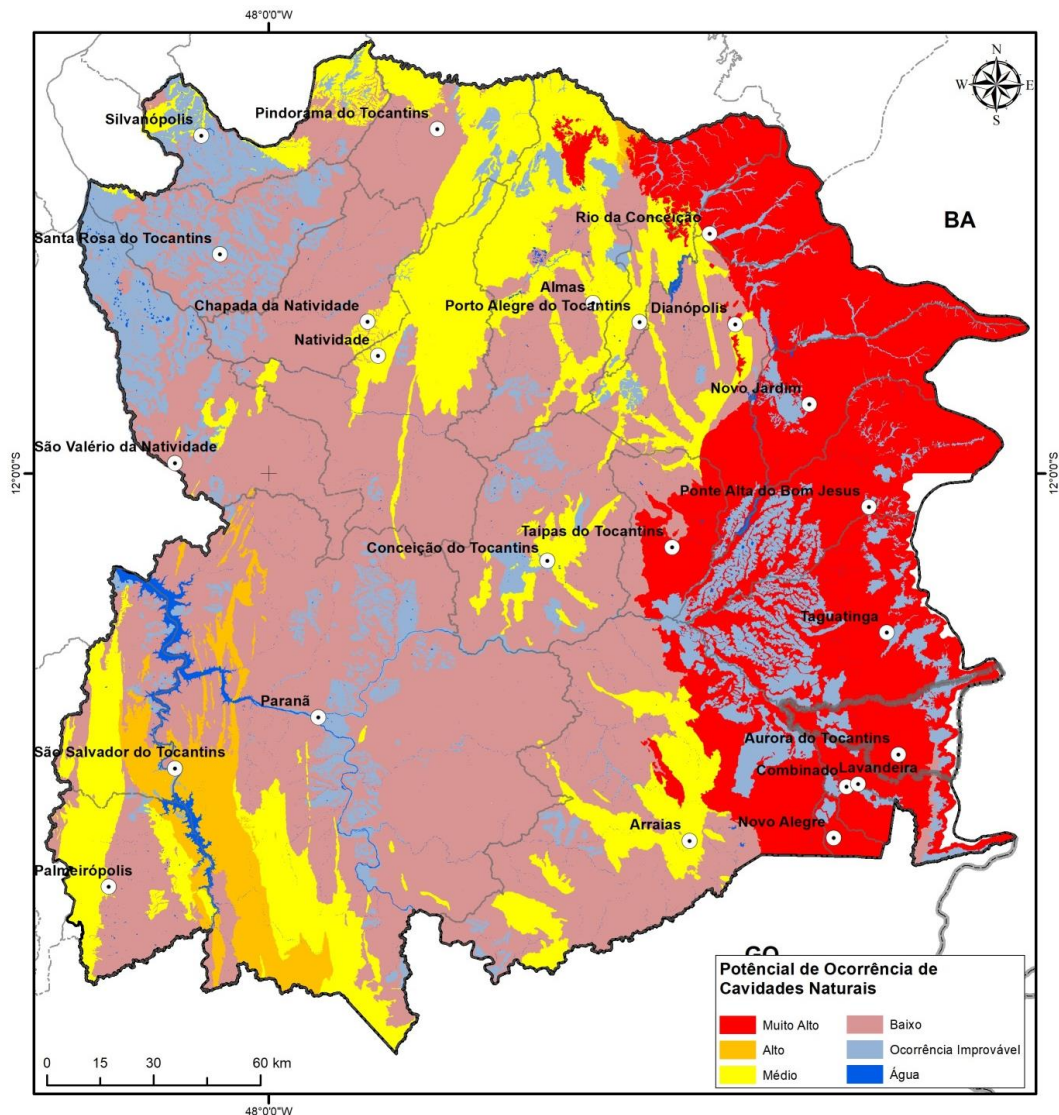 48°0'0"W
N
W
E
S
Pindorama do Tocantins
Silvanópolis
BA
Rio da Conceição
Santa Rosa do Tocantins
Almas
Chapada da Natividade
Porto Alegre do Tocantins
Dianópolis
Natividade
Novo Jardim
São Valério da Natividade
12°0'0"S
12°0'0"S
Ponte Alta do Bom Jesus
Taipas do Tocantins
Conceição do Tocantins
Taguatinga
Paranã
Aurora do Tocantins
São Salvador do Tocantins
Combinado
Lavandeira
Novo Alegre
Arraias
Palmeirópolis
GO
Potêncial de Ocorrência de
Cavidades Naturais
Muito Alto
Baixo
Alto
Ocorrência Improvável
Médio
Água
0 15 30 60 km
48°0'0"W